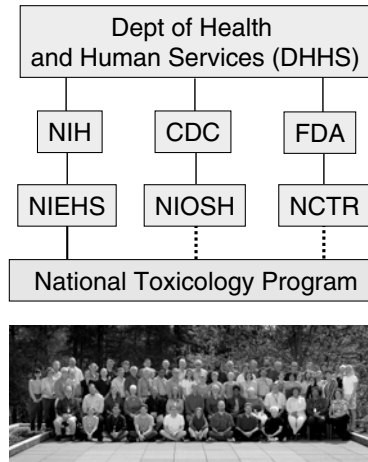 Dept of Health
and Human Services (DHHS)
NIH
CDC
FDA
NIEHS
NIOSH
NCTR
National Toxicology Program